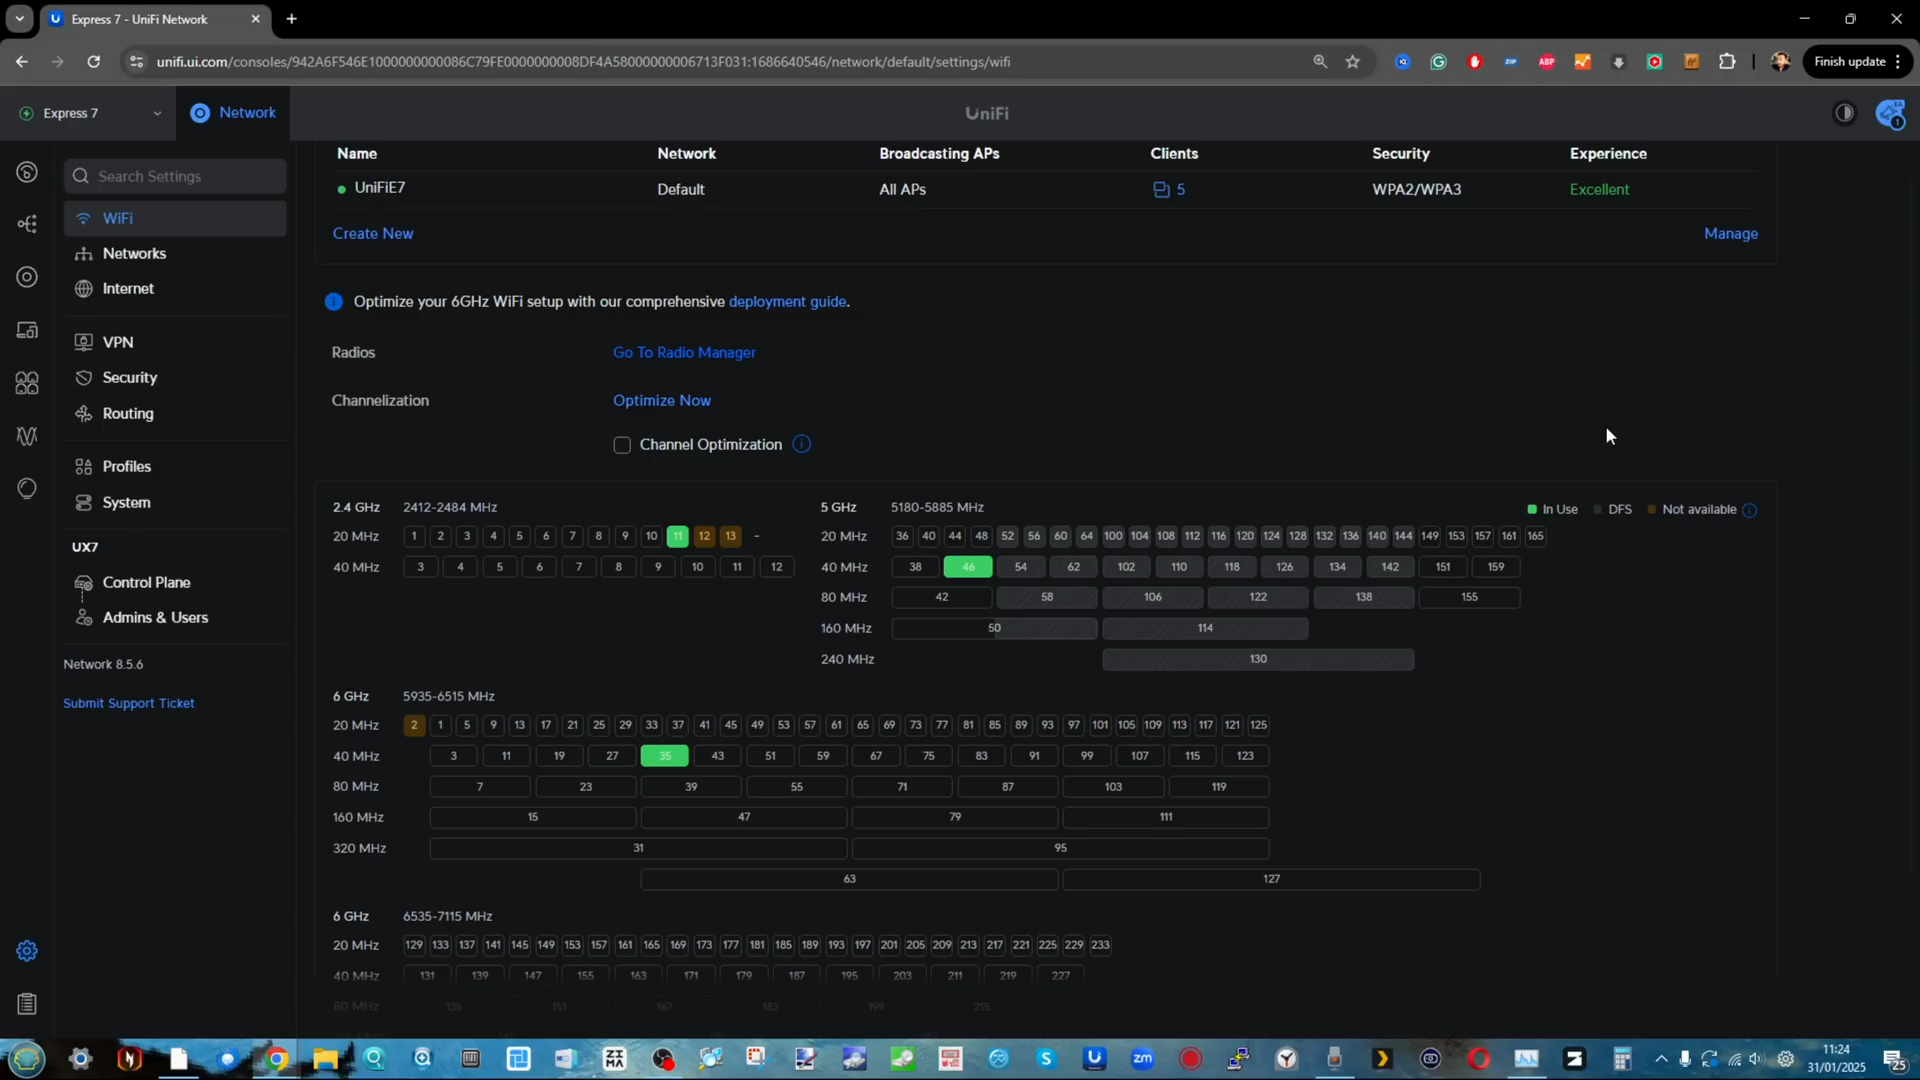 Express 7 - UniFi Network
unifi.ui.com/consoles/942A6F546E1000000000086C79FE0000000008DF4A58000000006713F031:1686640546/network/default/settings/wifi
ZIP
ABP
Finish update
Express 7
Network
UniFi
EA
1
Search Settings
WiFi
Networks
Internet
VPN
Security
Routing
Profiles
System
UX7
Control Plane
Admins & Users
Network 8.5.6
Submit Support Ticket
Name Network Broadcasting APs Clients Security Experience
UniFiE7 Default All APs 5 WPA2/WPA3 Excellent
Create New Manage
Optimize your 6GHz WiFi setup with our comprehensive deployment guide.
Radios Go To Radio Manager
Channelization Optimize Now
Channel Optimization
2.4 GHz 2412-2484 MHz
20 MHz 1 2 3 4 5 6 7 8 9 10 11 12 13 -
40 MHz 3 4 5 6 7 8 9 10 11 12
5 GHz 5180-5885 MHz In Use DFS Not available
20 MHz 36 40 44 48 52 56 60 64 100 104 108 112 116 120 124 128 132 136 140 144 149 153 157 161 165
40 MHz 38 46 54 62 102 110 118 126 134 142 151 159
80 MHz 42 58 106 122 138 155
160 MHz 50 114
240 MHz 130
6 GHz 5935-6515 MHz
20 MHz 2 1 5 9 13 17 21 25 29 33 37 41 45 49 53 57 61 65 69 73 77 81 85 89 93 97 101 105 109 113 117 121 125
40 MHz 3 11 19 27 35 43 51 59 67 75 83 91 99 107 115 123
80 MHz 7 23 39 55 71 87 103 119
160 MHz 15 47 79 111
320 MHz 31 95
63 127
6 GHz 6535-7115 MHz
20 MHz 129 133 137 141 145 149 153 157 161 165 169 173 177 181 185 189 193 197 201 205 209 213 217 221 225 229 233
40 MHz 131 139 147 155 163 171 179 187 195 203 211 219 227
80 MHz 135 151 167 183 199 215
ZIMA
zm
11:24
31/01/2025
25